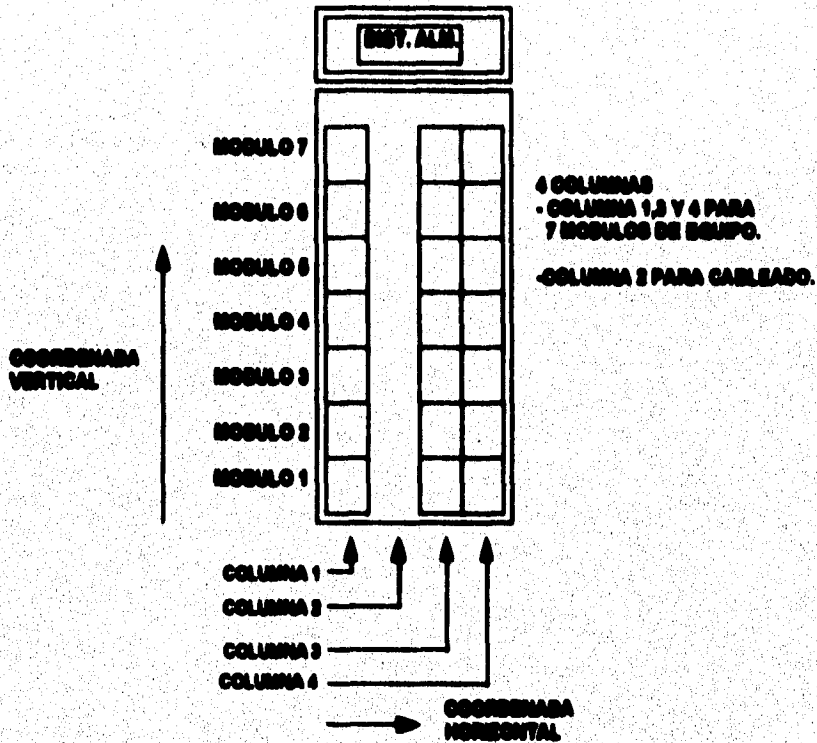 DIST. ALM.
MODULO 7
MODULO 6
MODULO 5
MODULO 4
MODULO 3
MODULO 2
MODULO 1
4 COLUMNAS
- COLUMNA 1,3 Y 4 PARA
7 MODULOS DE EQUIPO.
-COLUMNA 2 PARA CABLEADO.
COORDENADA
VERTICAL
COLUMNA 1
COLUMNA 2
COLUMNA 3
COLUMNA 4
COORDENADA
HORIZONTAL